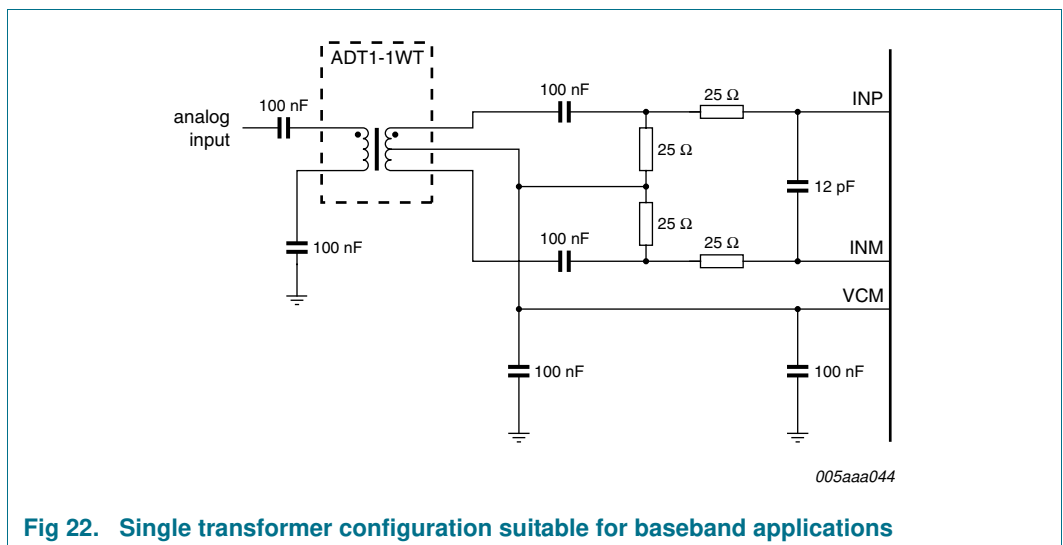 ADT1-1WT
analog
input
100 nF
100 nF
100 nF
25 Ω
INP
25 Ω
12 pF
25 Ω
100 nF
25 Ω
INM
VCM
100 nF
100 nF
005aaa044
Fig 22. Single transformer configuration suitable for baseband applications